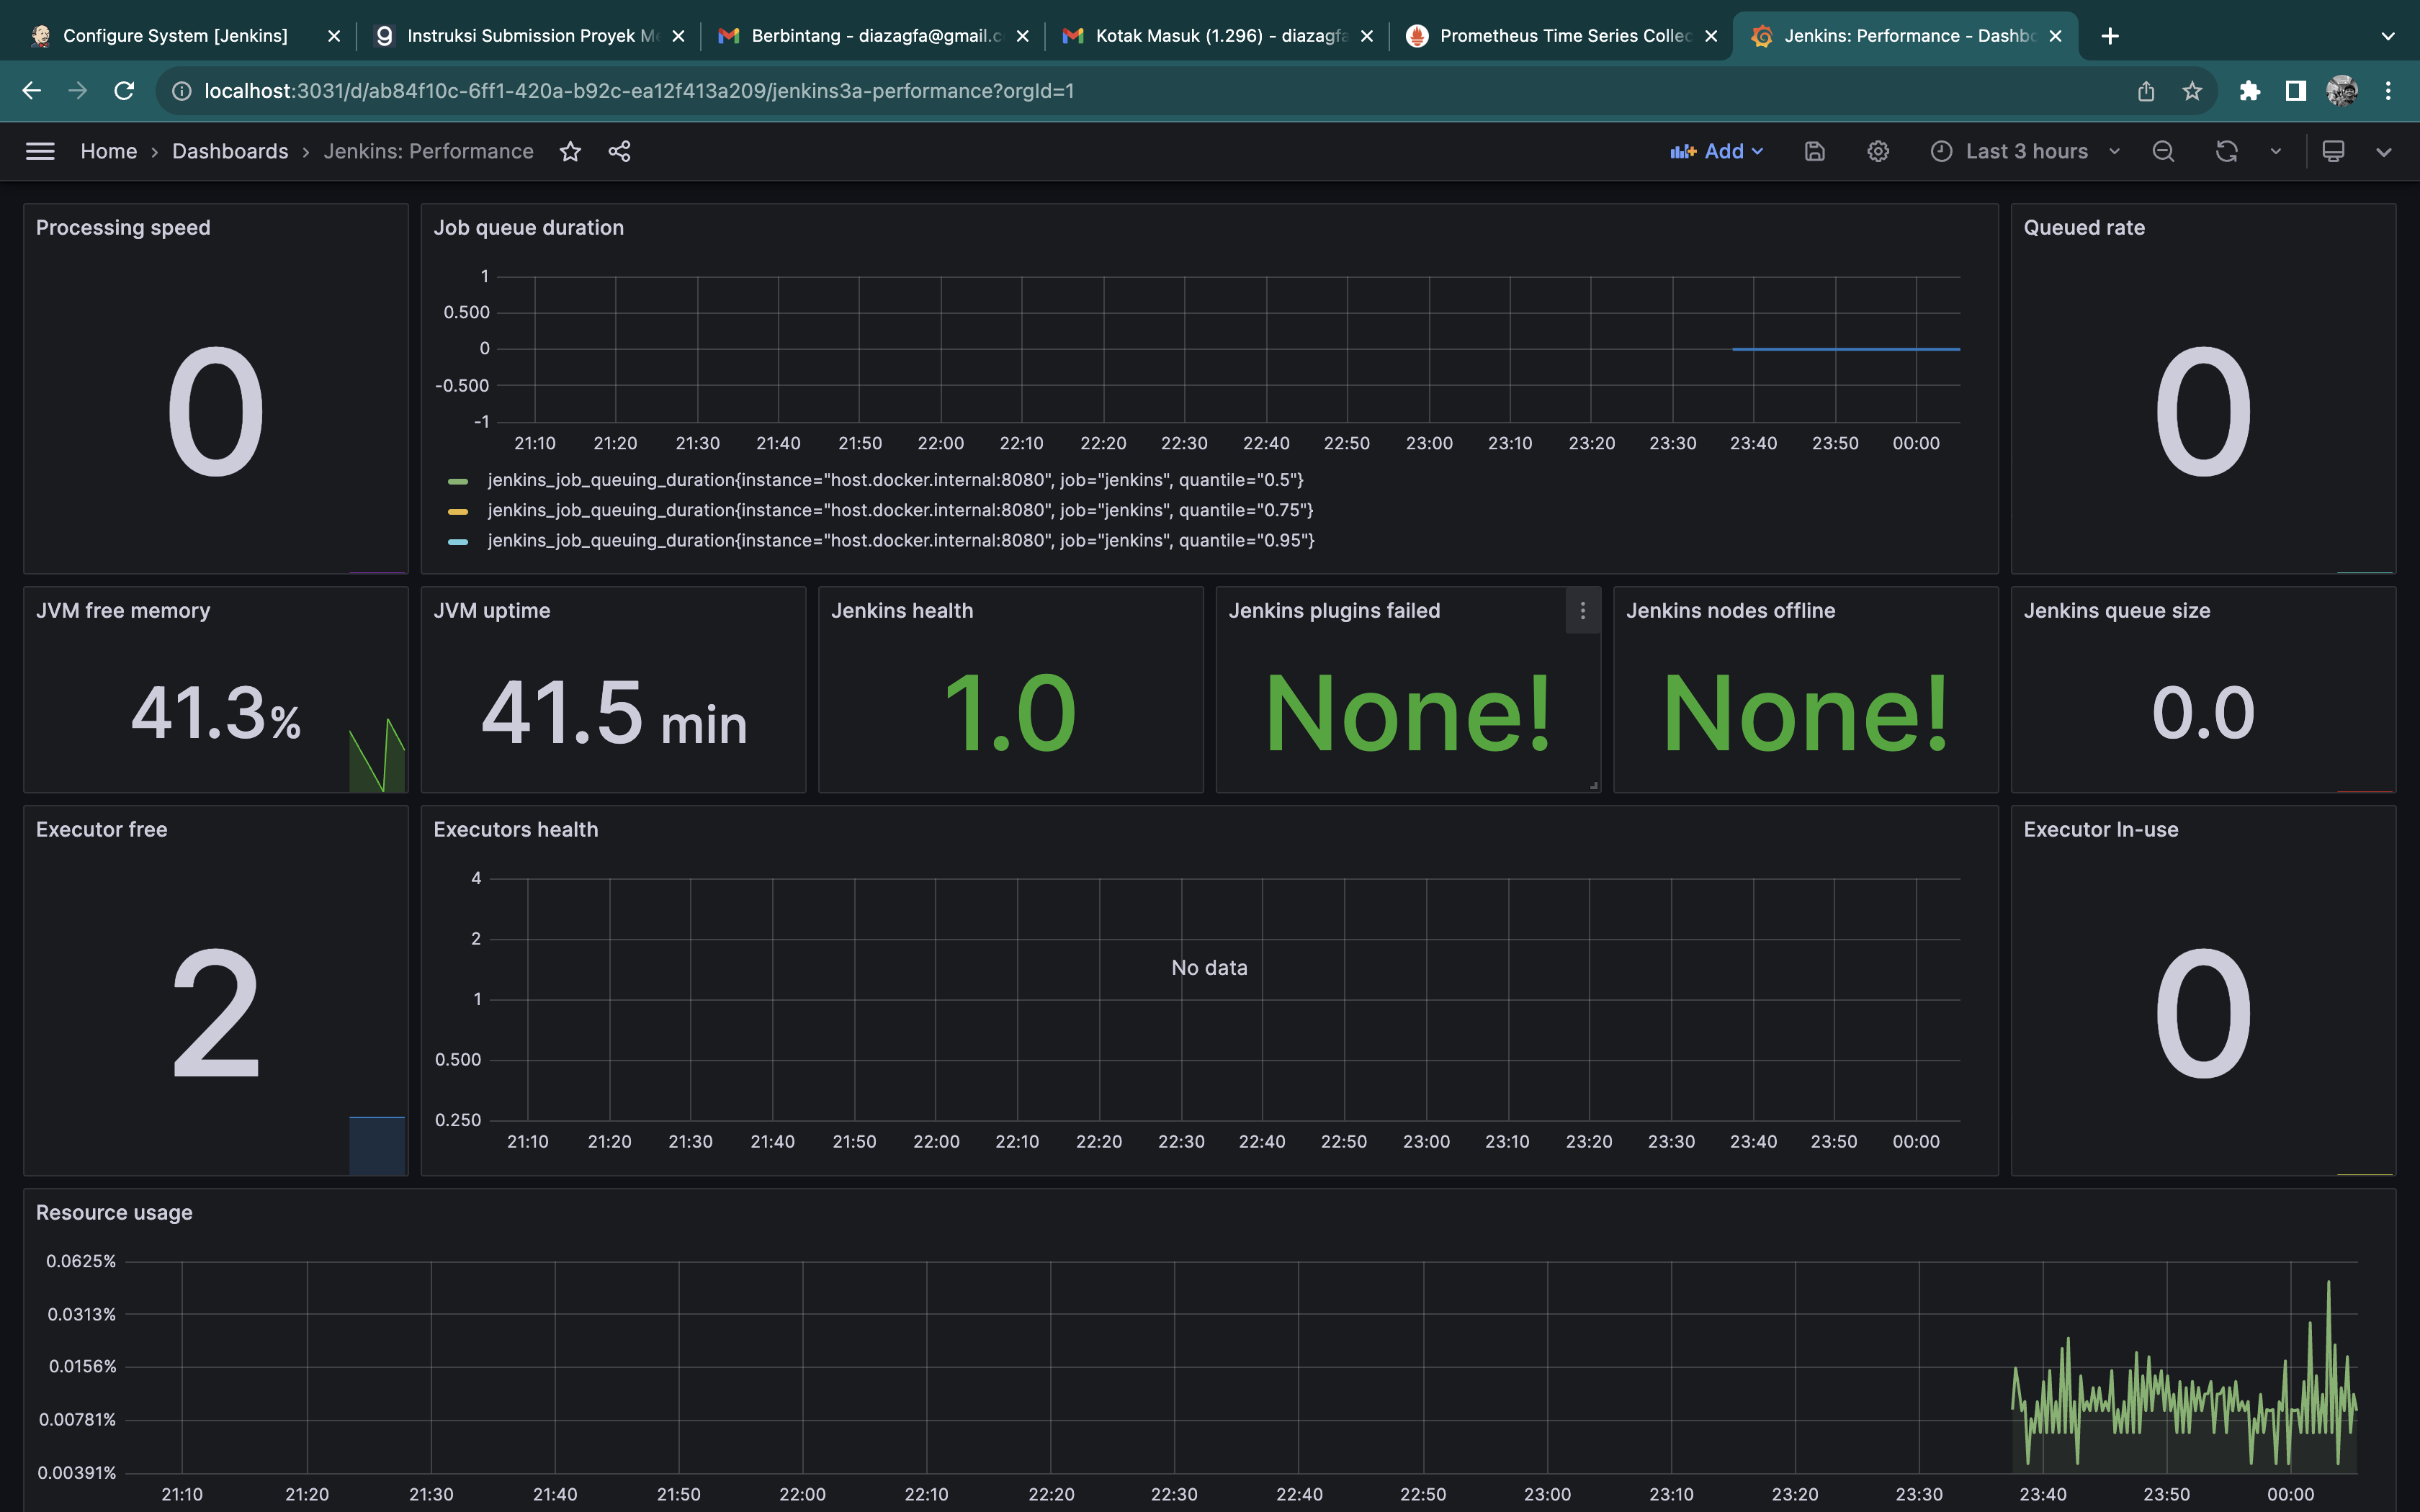 Configure System [Jenkins]
Instruksi Submission Proyek Me
Berbintang - diazagfa@gmail.c
Kotak Masuk (1.296) - diazagfa
Prometheus Time Series Collec
Jenkins: Performance - Dashbo
localhost:3031/d/ab84f10c-6ff1-420a-b92c-ea12f413a209/jenkins3a-performance?orgId=1
Home › Dashboards › Jenkins: Performance
Add
Last 3 hours
Processing speed
0
Job queue duration
1
0.500
0
-0.500
-1
21:10 21:20 21:30 21:40 21:50 22:00 22:10 22:20 22:30 22:40 22:50 23:00 23:10 23:20 23:30 23:40 23:50 00:00
jenkins_job_queuing_duration{instance="host.docker.internal:8080", job="jenkins", quantile="0.5"}
jenkins_job_queuing_duration{instance="host.docker.internal:8080", job="jenkins", quantile="0.75"}
jenkins_job_queuing_duration{instance="host.docker.internal:8080", job="jenkins", quantile="0.95"}
Queued rate
0
JVM free memory
41.3%
JVM uptime
41.5 min
Jenkins health
1.0
Jenkins plugins failed
None!
Jenkins nodes offline
None!
Jenkins queue size
0.0
Executor free
2
Executors health
4
2
1
0.500
0.250
No data
21:10 21:20 21:30 21:40 21:50 22:00 22:10 22:20 22:30 22:40 22:50 23:00 23:10 23:20 23:30 23:40 23:50 00:00
Executor In-use
0
Resource usage
0.0625%
0.0313%
0.0156%
0.00781%
0.00391%
21:10 21:20 21:30 21:40 21:50 22:00 22:10 22:20 22:30 22:40 22:50 23:00 23:10 23:20 23:30 23:40 23:50 00:00